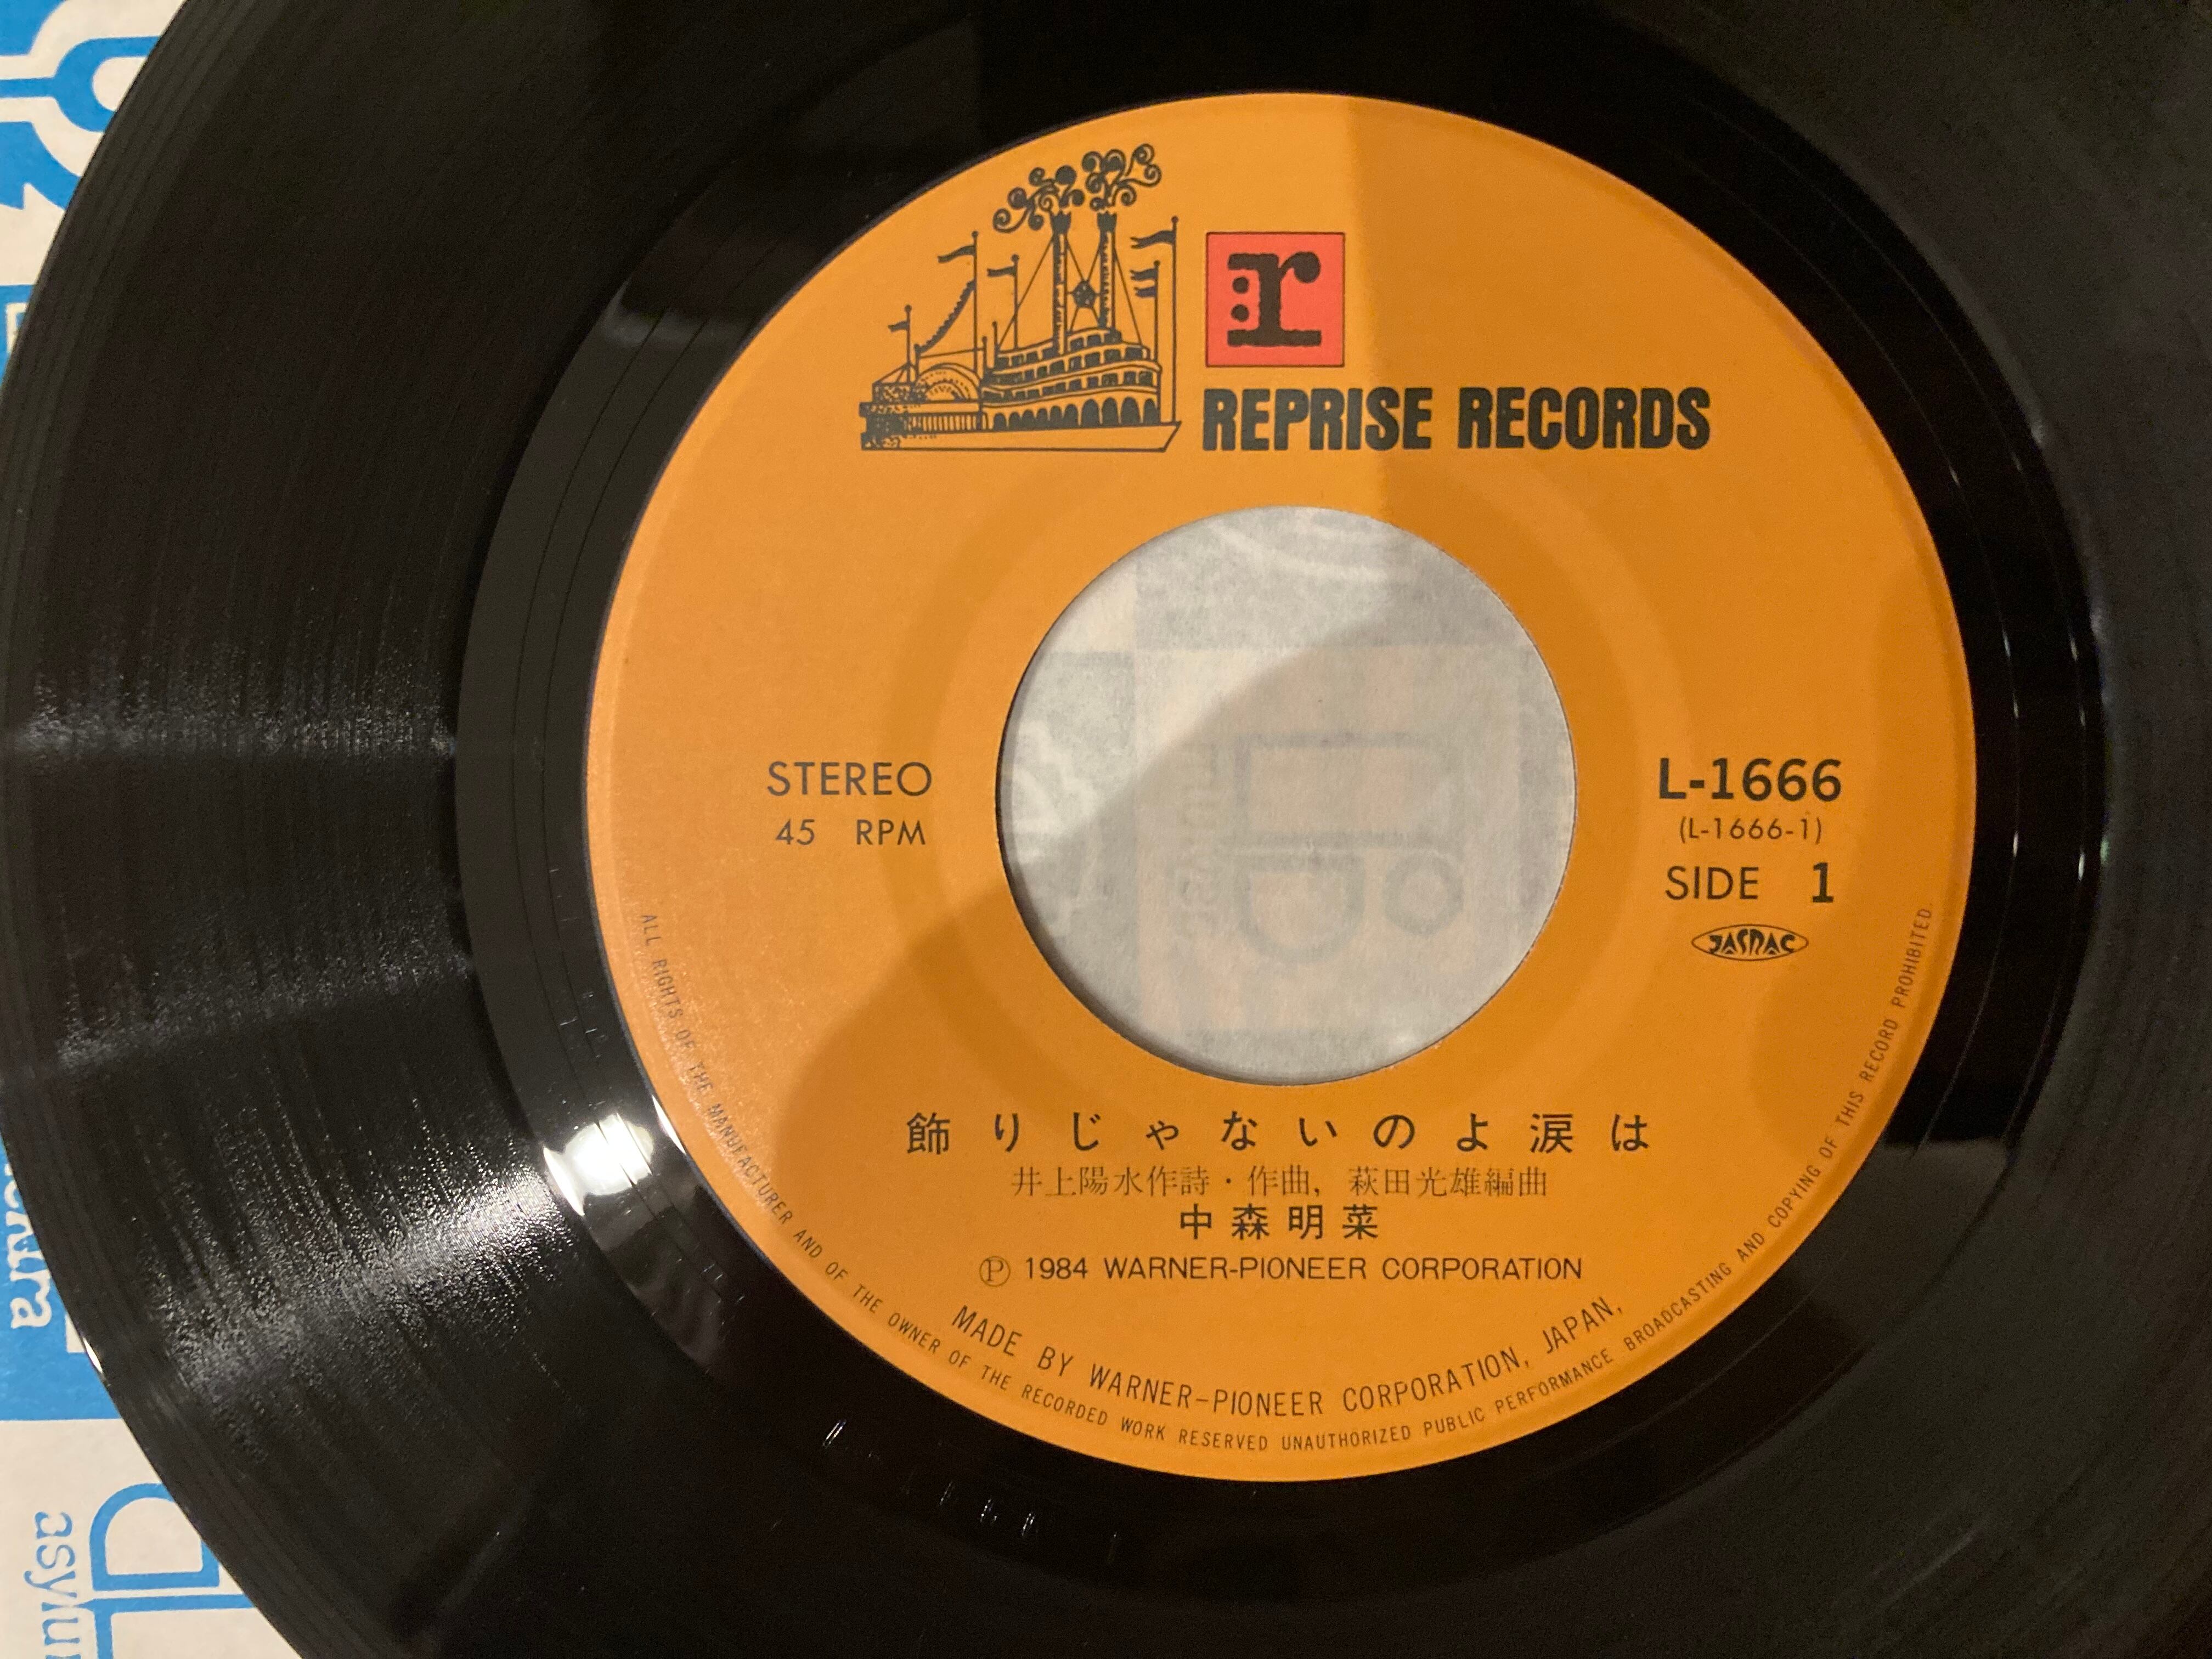 r
REPRISE RECORDS
STEREO
45 RPM
L-1666
(L-1666-1)
SIDE 1
JASRAC
飾りじゃないのよ涙は
井上陽水作詩・作曲, 萩田光雄編曲
中森明菜
Ⓟ 1984 WARNER-PIONEER CORPORATION
MADE BY WARNER-PIONEER CORPORATION, JAPAN,
ALL RIGHTS OF THE MANUFACTURER AND OF THE OWNER OF THE RECORDED WORK RESERVED UNAUTHORIZED PUBLIC PERFORMANCE BROADCASTING AND COPYING OF THIS RECORD PROHIBITED.